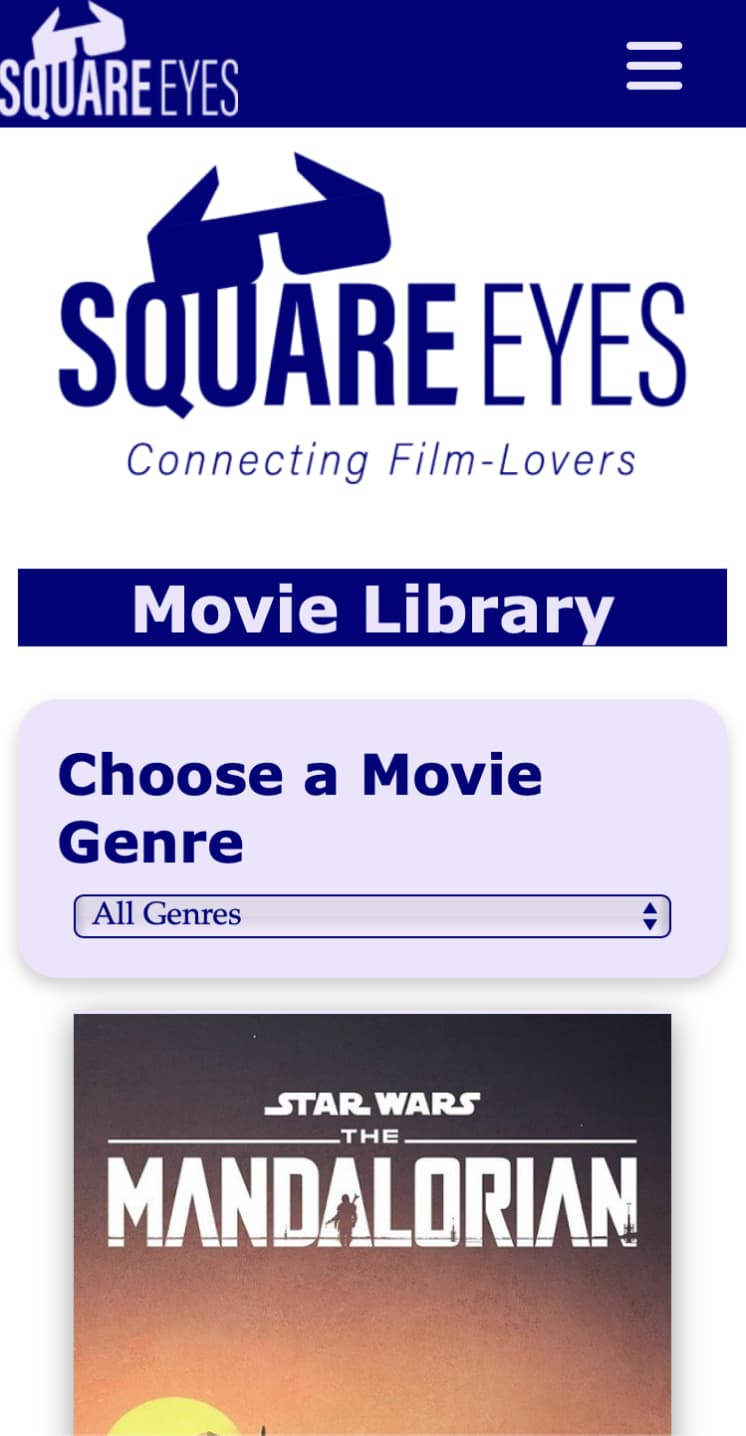 SQUARE EYES
SQUARE EYES
Connecting Film-Lovers
Movie Library
Choose a Movie
Genre
All Genres
STAR WARS
THE
MANDALORIAN